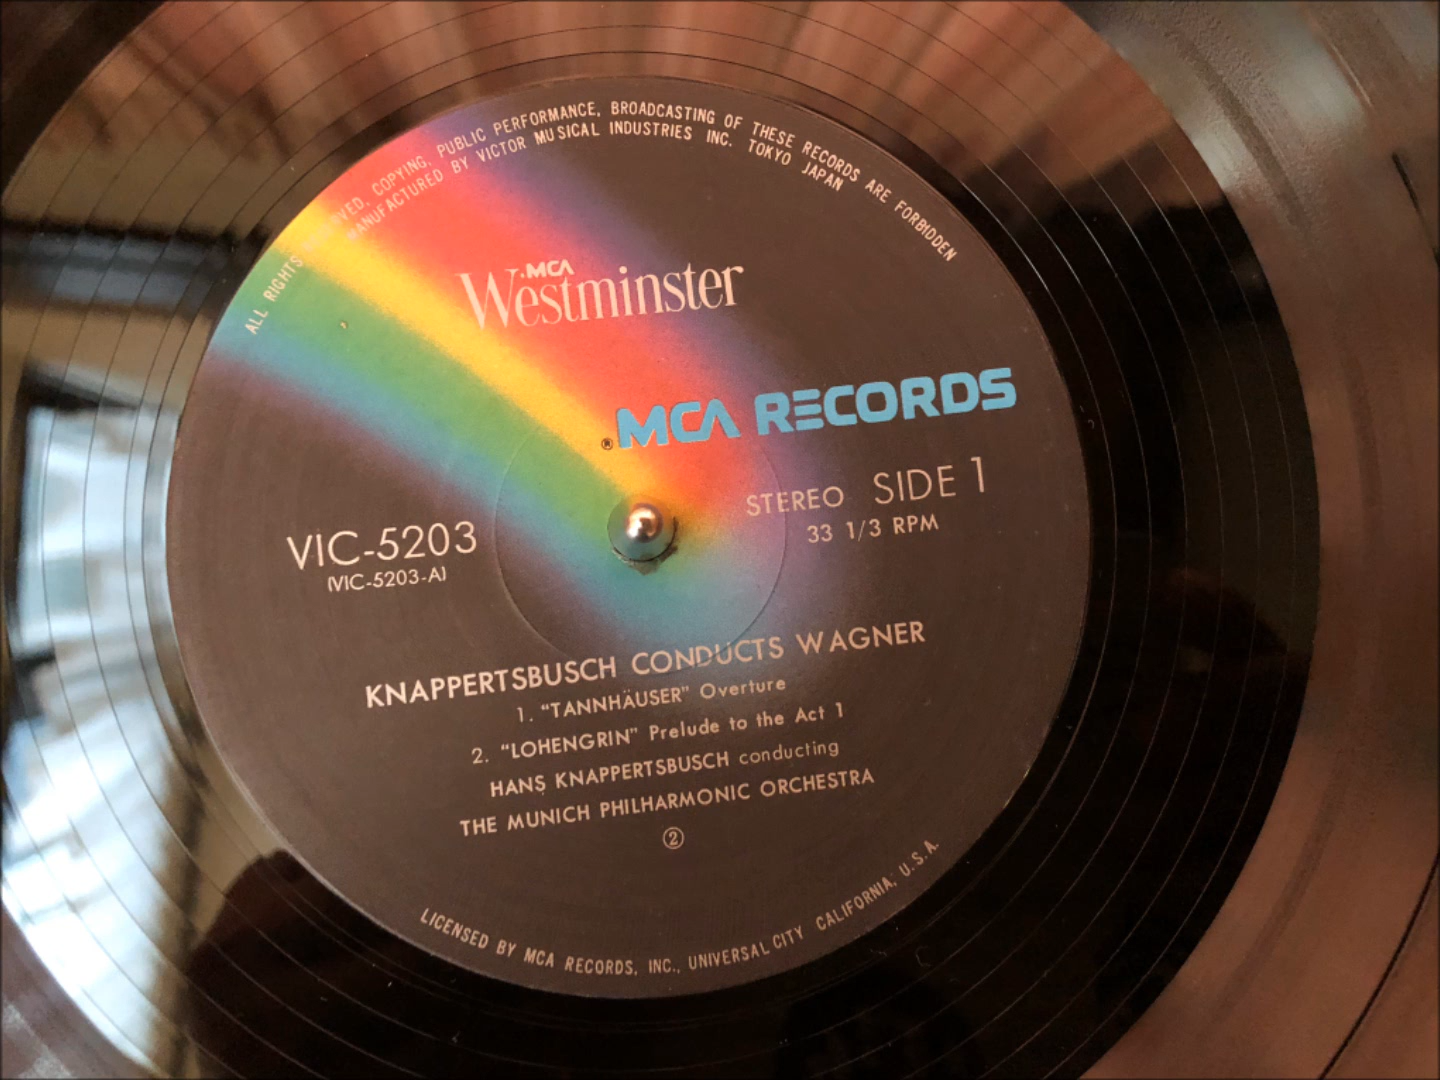 ALL RIGHTS RESERVED, COPYING, PUBLIC PERFORMANCE, BROADCASTING OF THESE RECORDS ARE FORBIDDEN
MANUFACTURED BY VICTOR MUSICAL INDUSTRIES INC. TOKYO JAPAN
MCA
Westminster
® MCA RECORDS
STEREO SIDE 1
33 1/3 RPM
VIC-5203
(VIC-5203-A)
KNAPPERTSBUSCH CONDUCTS WAGNER
1. "TANNHÄUSER" Overture
2. "LOHENGRIN" Prelude to the Act 1
HANS KNAPPERTSBUSCH conducting
THE MUNICH PHILHARMONIC ORCHESTRA
②
LICENSED BY MCA RECORDS, INC., UNIVERSAL CITY CALIFORNIA, U.S.A.